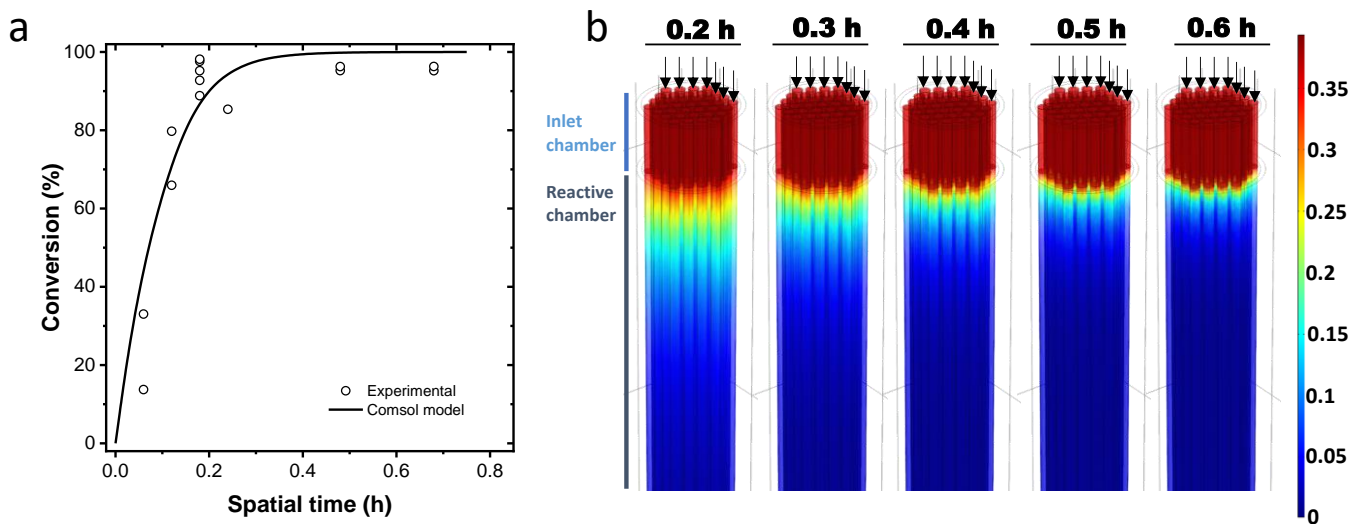 a
100
80
60
40
20
0
Conversion (%)
0.0 0.2 0.4 0.6 0.8
Spatial time (h)
Experimental
Comsol model
b
0.2 h 0.3 h 0.4 h 0.5 h 0.6 h
Inlet
chamber
Reactive
chamber
0.35
0.3
0.25
0.2
0.15
0.1
0.05
0